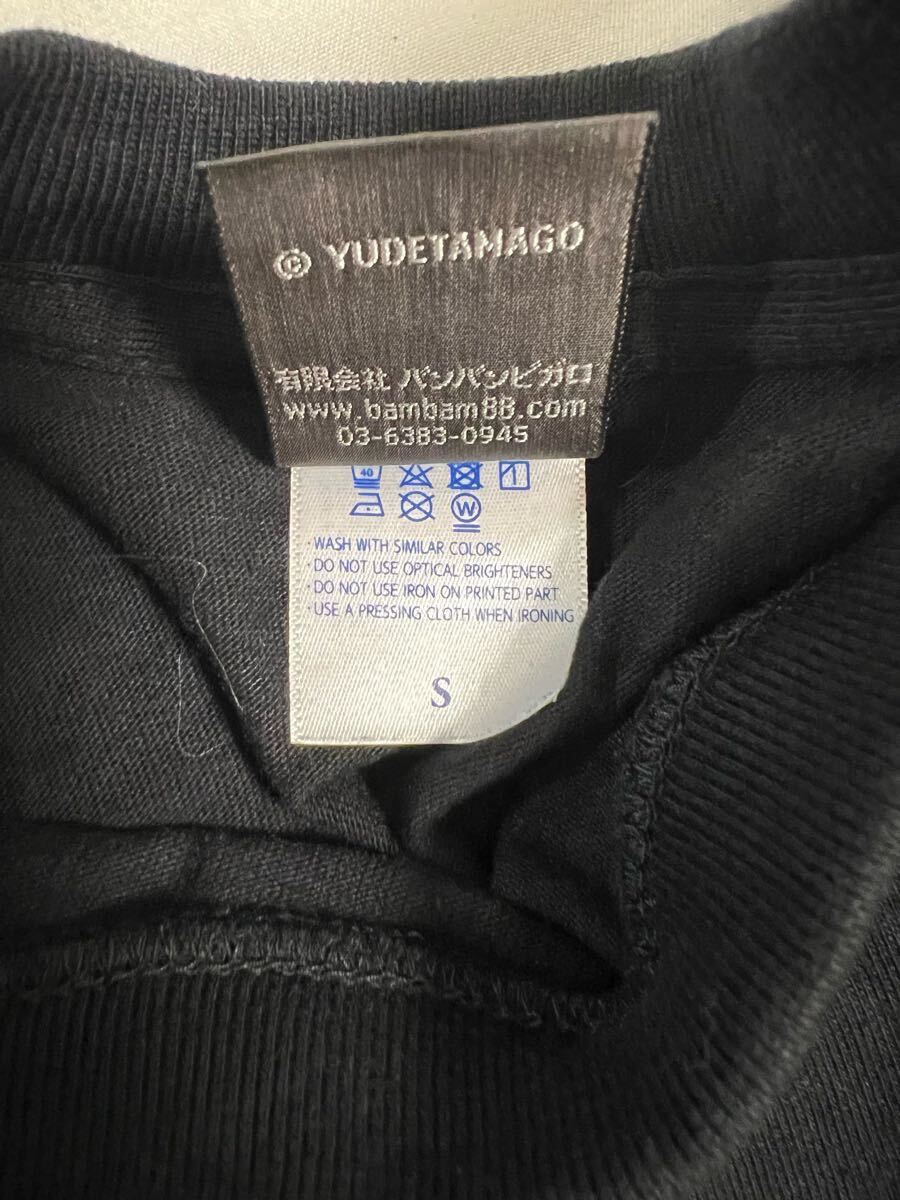 © YUDETAMAGO
有限会社 バンバンビガロ
www.bambam88.com
03-6383-0945
40
W
・WASH WITH SIMILAR COLORS
・DO NOT USE OPTICAL BRIGHTENERS
・DO NOT USE IRON ON PRINTED PART
・USE A PRESSING CLOTH WHEN IRONING
S